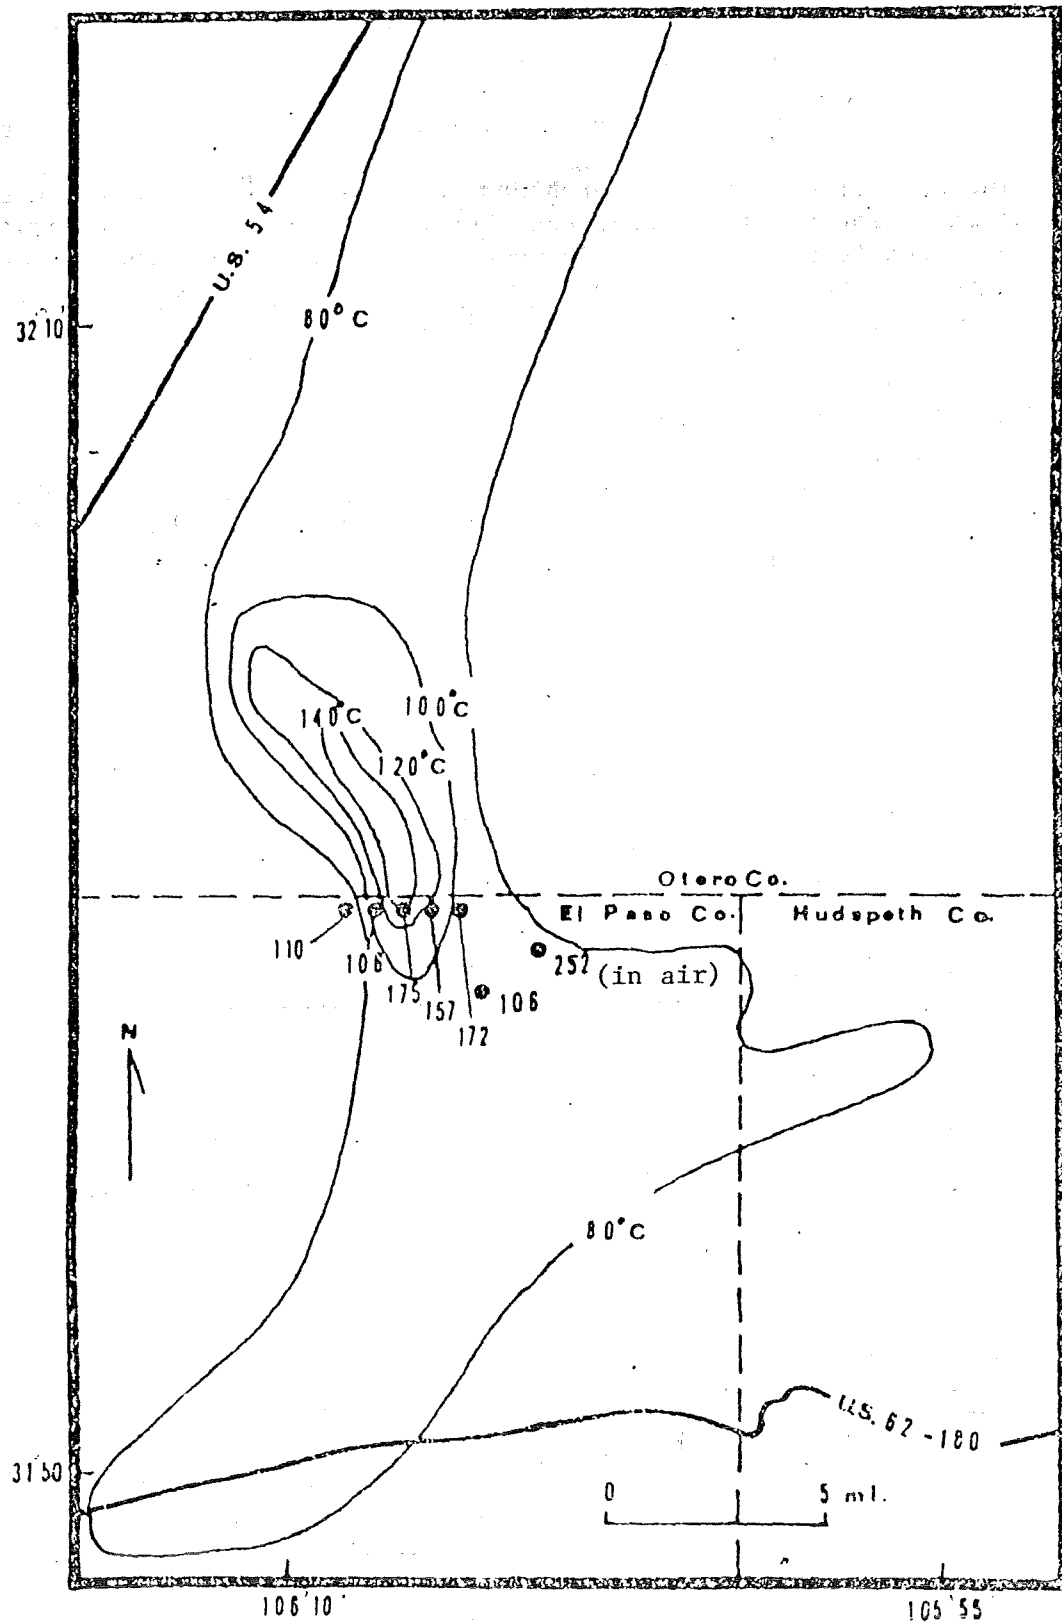 U.S. 54
32°10'
80°C
100°C
140°C
120°C
Otero Co.
El Paso Co.
Hudspeth Co.
110
106
175
157
172
106
252
(in air)
N
80°C
U.S. 62-180
31°50
0 5 mi.
106°10'
105°55'